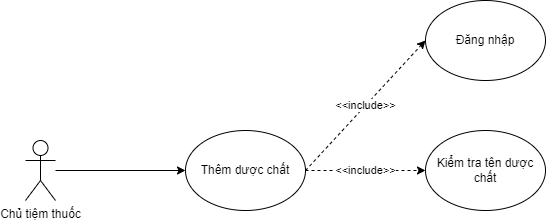 Đăng nhập
<<include>>
Thêm dược chất
<<include>>
Kiểm tra tên dược
chất
Chủ tiệm thuốc